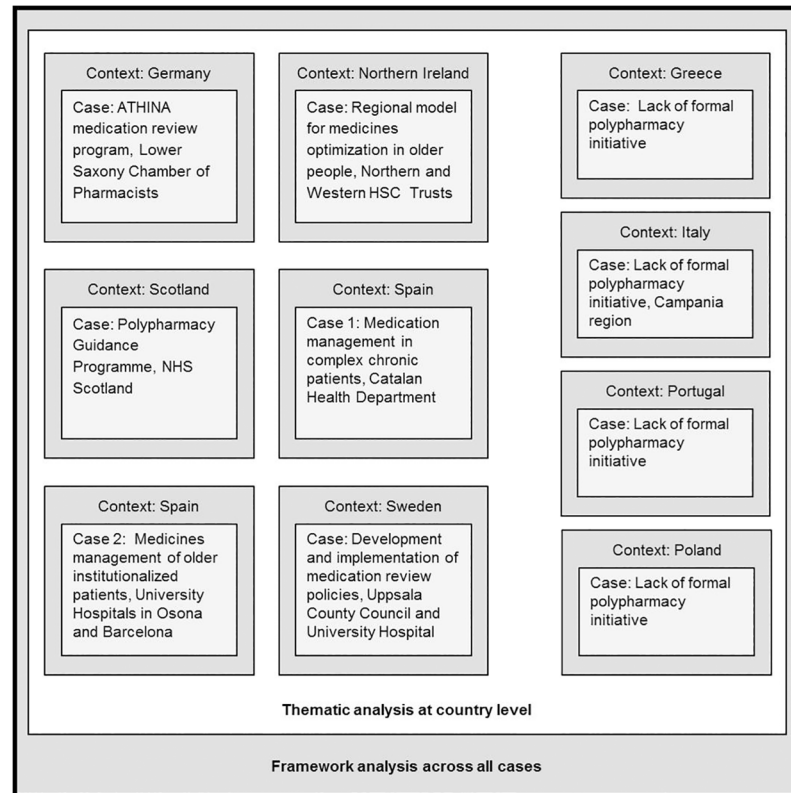 Context: Germany
Case: ATHINA
medication review
program, Lower
Saxony Chamber of
Pharmacists
Context: Northern Ireland
Case: Regional model
for medicines
optimization in older
people, Northern and
Western HSC Trusts
Context: Greece
Case: Lack of formal
polypharmacy
initiative
Context: Italy
Case: Lack of formal
polypharmacy
initiative, Campania
region
Context: Scotland
Case: Polypharmacy
Guidance
Programme, NHS
Scotland
Context: Spain
Case 1: Medication
management in
complex chronic
patients, Catalan
Health Department
Context: Portugal
Case: Lack of formal
polypharmacy
initiative
Context: Spain
Case 2: Medicines
management of older
institutionalized
patients, University
Hospitals in Osona
and Barcelona
Context: Sweden
Case: Development
and implementation of
medication review
policies, Uppsala
County Council and
University Hospital
Context: Poland
Case: Lack of formal
polypharmacy
initiative
Thematic analysis at country level
Framework analysis across all cases